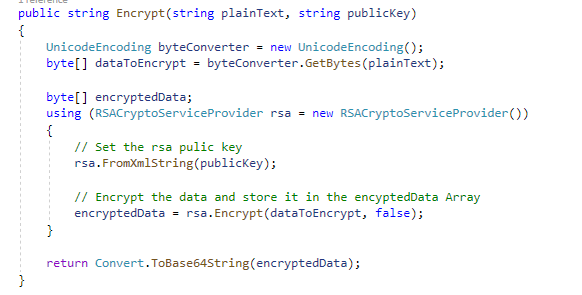 1 reference
public string Encrypt(string plainText, string publicKey)
{
UnicodeEncoding byteConverter = new UnicodeEncoding();
byte[] dataToEncrypt = byteConverter.GetBytes(plainText);
byte[] encryptedData;
using (RSACryptoServiceProvider rsa = new RSACryptoServiceProvider())
{
// Set the rsa pulic key
rsa.FromXmlString(publicKey);
// Encrypt the data and store it in the encyptedData Array
encryptedData = rsa.Encrypt(dataToEncrypt, false);
}
return Convert.ToBase64String(encryptedData);
}